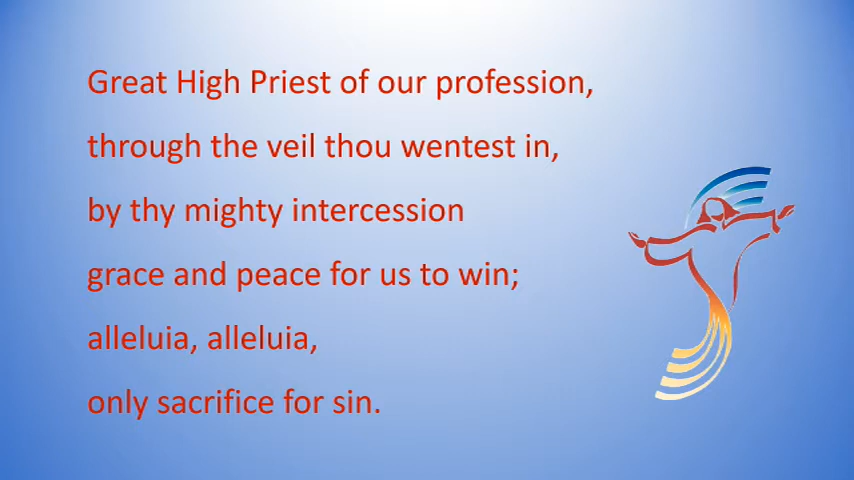 Great High Priest of our profession,
through the veil thou wentest in,
by thy mighty intercession
grace and peace for us to win;
alleluia, alleluia,
only sacrifice for sin.